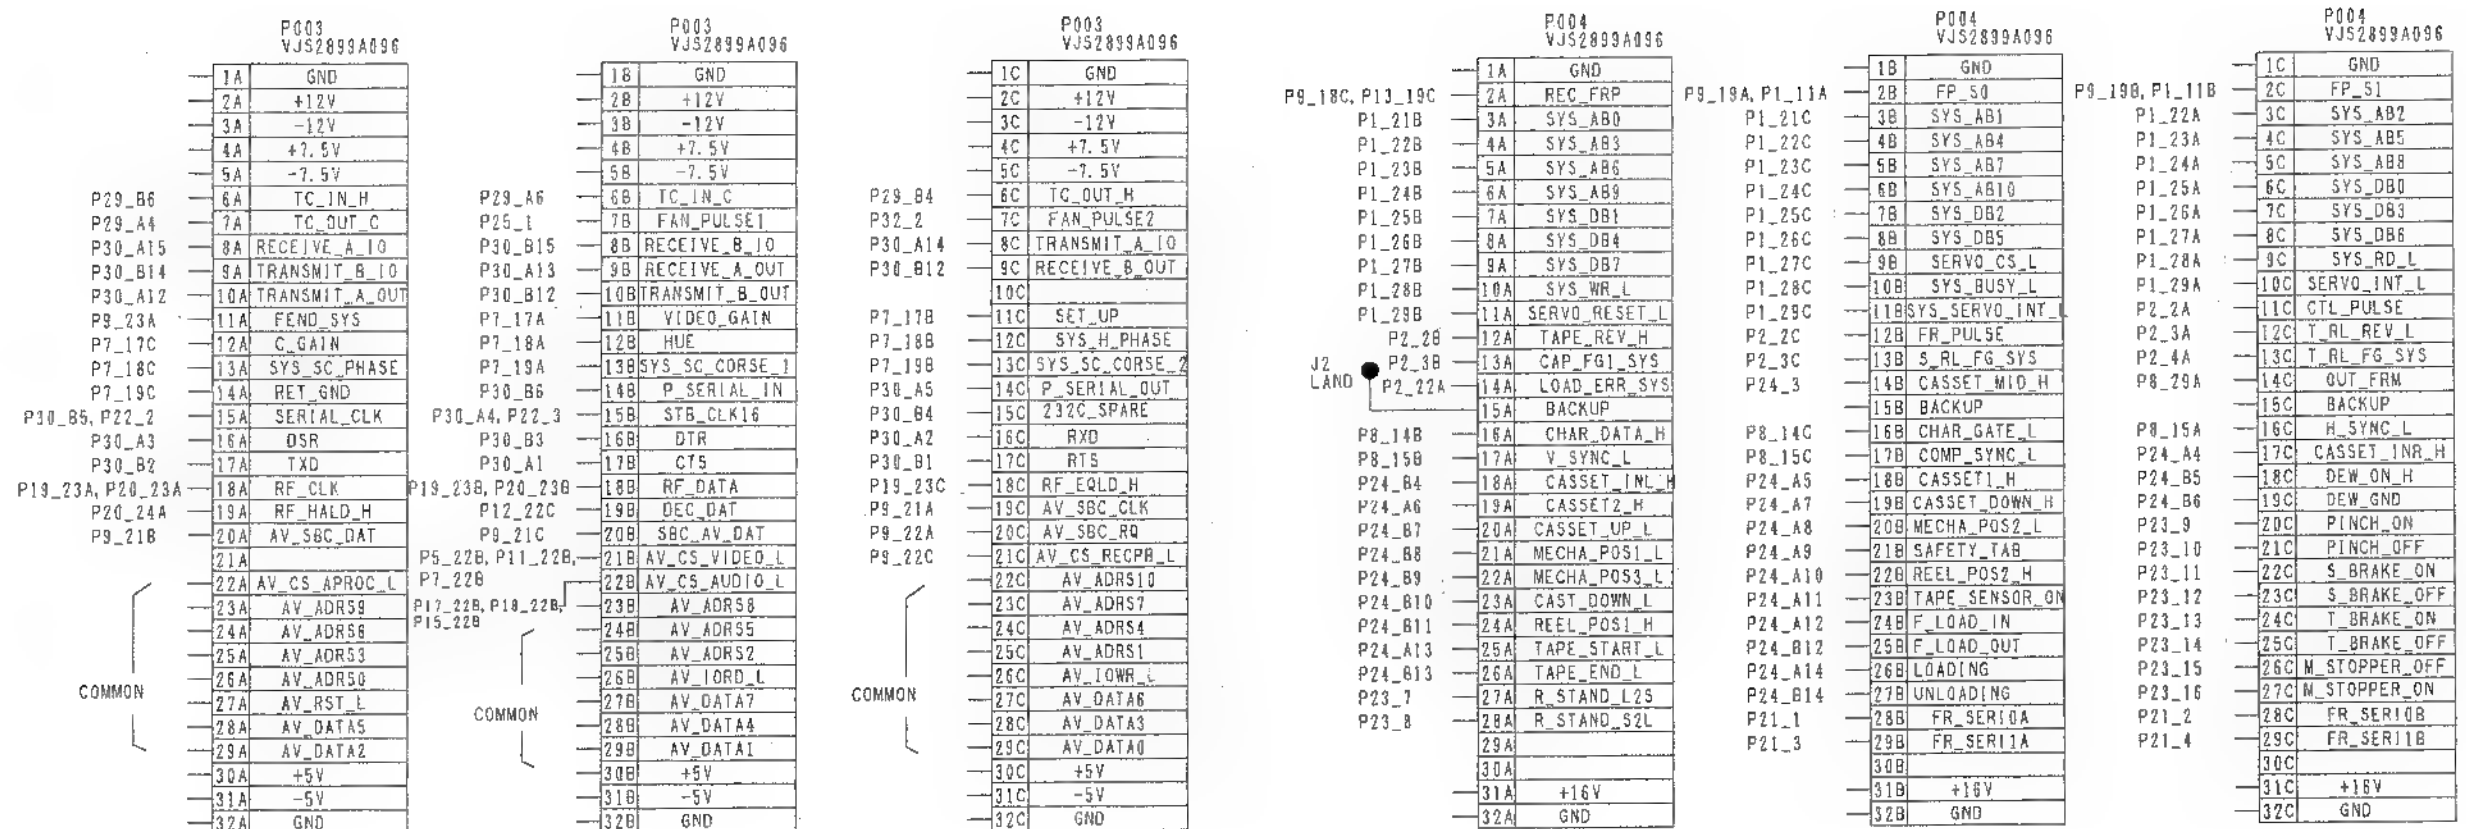 P003
VJS2899A096
1A GND
2A +12V
3A -12V
4A +7.5V
5A -7.5V
P29_B6 6A TC_IN_H
P29_A4 7A TC_OUT_C
P30_A15 8A RECEIVE_A_IO
P30_B14 9A TRANSMIT_B_IO
P30_A12 10A TRANSMIT_A_OUT
P9_23A 11A FEND_SYS
P7_17C 12A C_GAIN
P7_18C 13A SYS_SC_PHASE
P7_19C 14A RET_GND
P30_B5, P22_2 15A SERIAL_CLK
P30_A3 16A DSR
P30_B2 17A TXD
P19_23A, P20_23A 18A RF_CLK
P20_24A 19A RF_HALD_H
P9_21B 20A AV_SBC_DAT
21A
22A AV_CS_APROC_L
23A AV_ADRS9
24A AV_ADRS6
25A AV_ADRS3
26A AV_ADRS0
COMMON
27A AV_RST_L
28A AV_DATA5
29A AV_DATA2
30A +5V
31A -5V
32A GND
P003
VJS2899A096
1B GND
2B +12V
3B -12V
4B +7.5V
5B -7.5V
P29_A6 6B TC_IN_C
P25_1 7B FAN_PULSE1
P30_B15 8B RECEIVE_B_IO
P30_A13 9B RECEIVE_A_OUT
P30_B12 10B TRANSMIT_B_OUT
P7_17A 11B VIDEO_GAIN
P7_18A 12B HUE
P7_19A 13B SYS_SC_CORSE_1
P30_B6 14B P_SERIAL_IN
P30_A4, P22_3 15B STB_CLK16
P30_B3 16B DTR
P30_A1 17B CTS
P19_23B, P20_23B 18B RF_DATA
P12_22C 19B DEC_DAT
P9_21C 20B SBC_AV_DAT
P5_22B, P11_22B, 21B AV_CS_VIDEO_L
P7_22B
22B AV_CS_AUDIO_L
P17_22B, P18_22B, 23B AV_ADRS8
P15_22B
24B AV_ADRS5
25B AV_ADRS2
26B AV_IORD_L
27B AV_DATA7
COMMON
28B AV_DATA4
29B AV_DATA1
30B +5V
31B -5V
32B GND
P003
VJS2899A096
1C GND
2C +12V
3C -12V
4C +7.5V
5C -7.5V
P29_B4 6C TC_OUT_H
P32_2 7C FAN_PULSE2
P30_A14 8C TRANSMIT_A_IO
P30_B12 9C RECEIVE_B_OUT
10C
P7_17B 11C SET_UP
P7_18B 12C SYS_H_PHASE
P7_19B 13C SYS_SC_CORSE_2
P30_A5 14C P_SERIAL_OUT
P30_B4 15C 232C_SPARE
P30_A2 16C RXD
P30_B1 17C RTS
P19_23C 18C RF_EQLD_H
P9_21A 19C AV_SBC_CLK
P9_22A 20C AV_SBC_RQ
P9_22C 21C AV_CS_RECPB_L
22C AV_ADRS10
23C AV_ADRS7
24C AV_ADRS4
25C AV_ADRS1
26C AV_IOWR_L
COMMON
27C AV_DATA6
28C AV_DATA3
29C AV_DATA0
30C +5V
31C -5V
32C GND
P004
VJS2899A096
1A GND
P9_18C, P13_19C 2A REC_FRP
P1_21B 3A SYS_AB0
P1_22B 4A SYS_AB3
P1_23B 5A SYS_AB6
P1_24B 6A SYS_AB9
P1_25B 7A SYS_DB1
P1_26B 8A SYS_DB4
P1_27B 9A SYS_DB7
P1_28B 10A SYS_WR_L
P1_29B 11A SERVO_RESET_L
P2_2B 12A TAPE_REV_H
J2
LAND
P2_3B 13A CAP_FG1_SYS
P2_22A 14A LOAD_ERR_SYS
15A BACKUP
P8_14B 16A CHAR_DATA_H
P8_15B 17A V_SYNC_L
P24_B4 18A CASSET_INL_H
P24_A6 19A CASSET2_H
P24_B7 20A CASSET_UP_L
P24_B8 21A MECHA_POS1_L
P24_B9 22A MECHA_POS3_L
P24_B10 23A CAST_DOWN_L
P24_B11 24A REEL_POS1_H
P24_A13 25A TAPE_START_L
P24_B13 26A TAPE_END_L
P23_7 27A R_STAND_L2S
P23_8 28A R_STAND_S2L
29A
30A
31A +16V
32A GND
P004
VJS2899A096
1B GND
P9_19A, P1_11A 2B FP_S0
P1_21C 3B SYS_AB1
P1_22C 4B SYS_AB4
P1_23C 5B SYS_AB7
P1_24C 6B SYS_AB10
P1_25C 7B SYS_DB2
P1_26C 8B SYS_DB5
P1_27C 9B SERVO_CS_L
P1_28C 10B SYS_BUSY_L
P1_29C 11B SYS_SERVO_INT_L
P2_2C 12B FR_PULSE
P2_3C 13B S_RL_FG_SYS
P24_3 14B CASSET_MID_H
15B BACKUP
P8_14C 16B CHAR_GATE_L
P8_15C 17B COMP_SYNC_L
P24_A5 18B CASSET1_H
P24_A7 19B CASSET_DOWN_H
P24_A8 20B MECHA_POS2_L
P24_A9 21B SAFETY_TAB
P24_A10 22B REEL_POS2_H
P24_A11 23B TAPE_SENSOR_ON
P24_A12 24B F_LOAD_IN
P24_B12 25B F_LOAD_OUT
P24_A14 26B LOADING
P24_B14 27B UNLOADING
P21_1 28B FR_SERI0A
P21_3 29B FR_SERI1A
30B
31B +16V
32B GND
P004
VJS2899A096
1C GND
P9_19B, P1_11B 2C FP_S1
P1_22A 3C SYS_AB2
P1_23A 4C SYS_AB5
P1_24A 5C SYS_AB8
P1_25A 6C SYS_DB0
P1_26A 7C SYS_DB3
P1_27A 8C SYS_DB6
P1_28A 9C SYS_RD_L
P1_29A 10C SERVO_INT_L
P2_2A 11C CTL_PULSE
P2_3A 12C T_RL_REV_L
P2_4A 13C T_RL_FG_SYS
P8_29A 14C OUT_FRM
15C BACKUP
P8_15A 16C H_SYNC_L
P24_A4 17C CASSET_INR_H
P24_B5 18C DEW_ON_H
P24_B6 19C DEW_GND
P23_9 20C PINCH_ON
P23_10 21C PINCH_OFF
P23_11 22C S_BRAKE_ON
P23_12 23C S_BRAKE_OFF
P23_13 24C T_BRAKE_ON
P23_14 25C T_BRAKE_OFF
P23_15 26C M_STOPPER_OFF
P23_16 27C M_STOPPER_ON
P21_2 28C FR_SERI0B
P21_4 29C FR_SERI1B
30C
31C +16V
32C GND